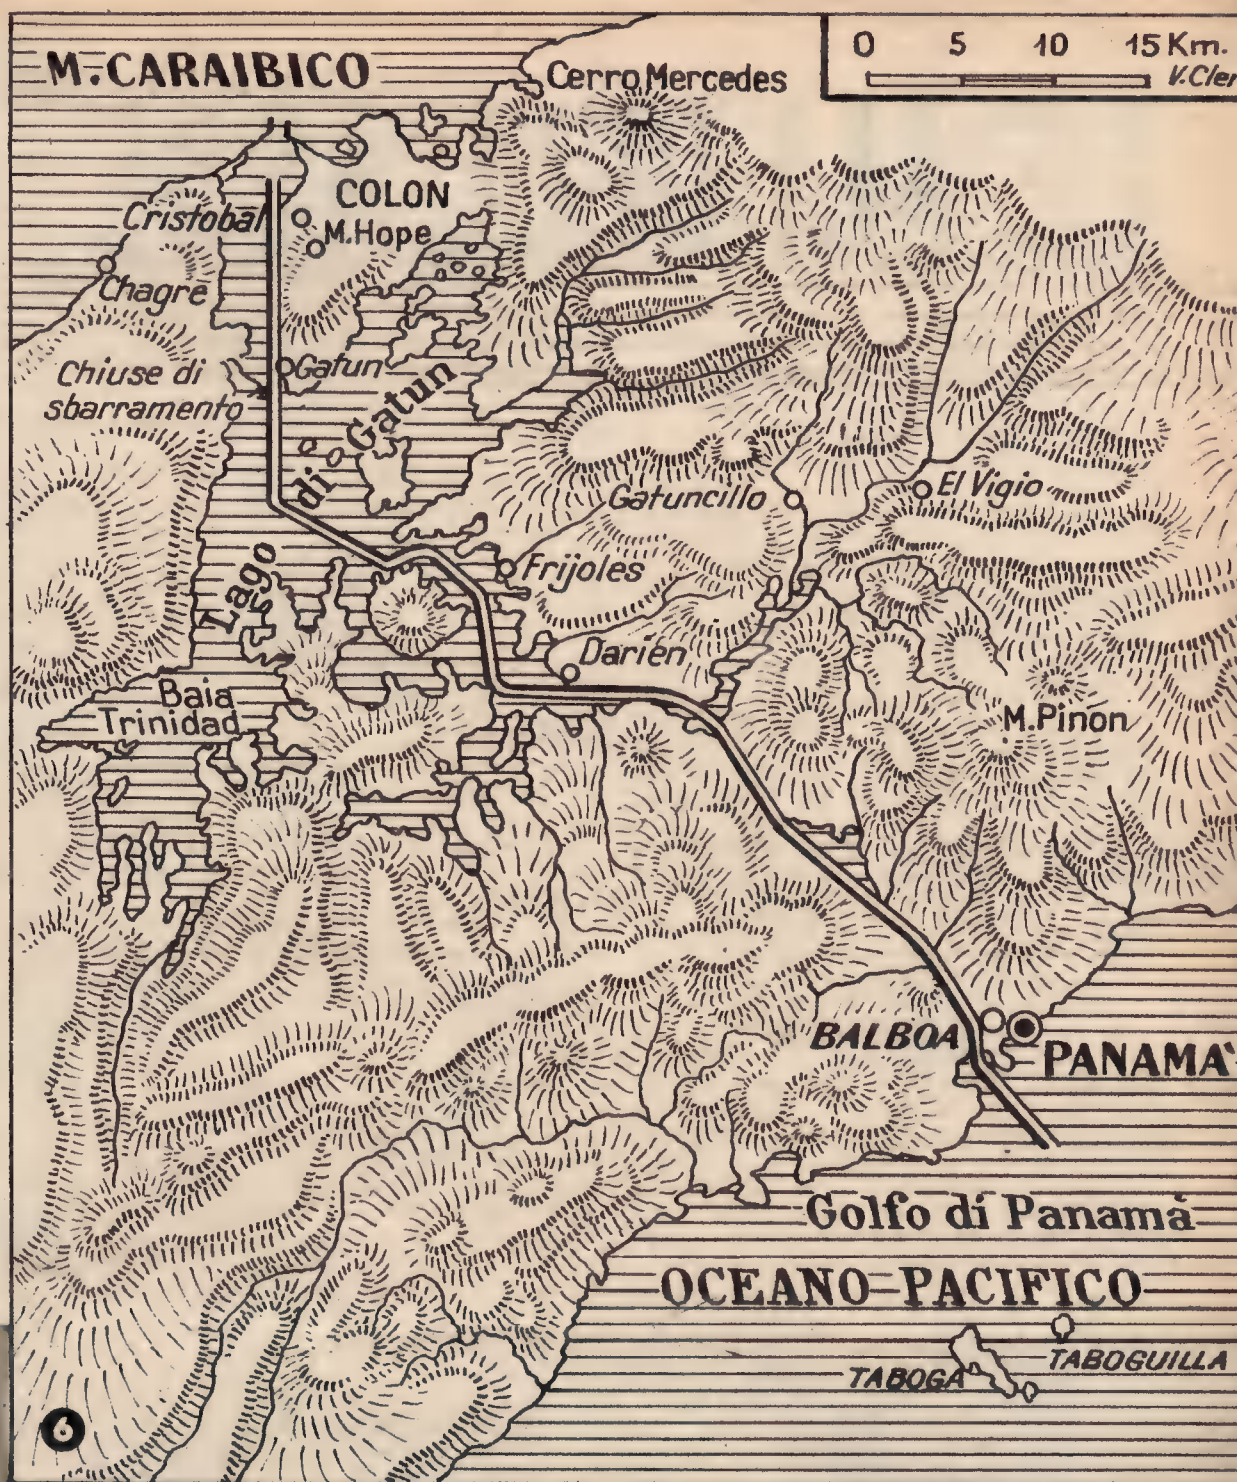 M. CARAIBICO
0 5 10 15 Km.
V.Cler
Cerro Mercedes
COLON
Cristobal
M.Hope
Chagre
Chiuse di
sbarramento
Gatun
Lago di Gatun
Gatuncillo
El Vigio
Frijoles
Darien
Baia
Trinidad
M.Pinon
BALBOA
PANAMA`
Golfo di Panamà
OCEANO PACIFICO
TABOGUILLA
TABOGA
6